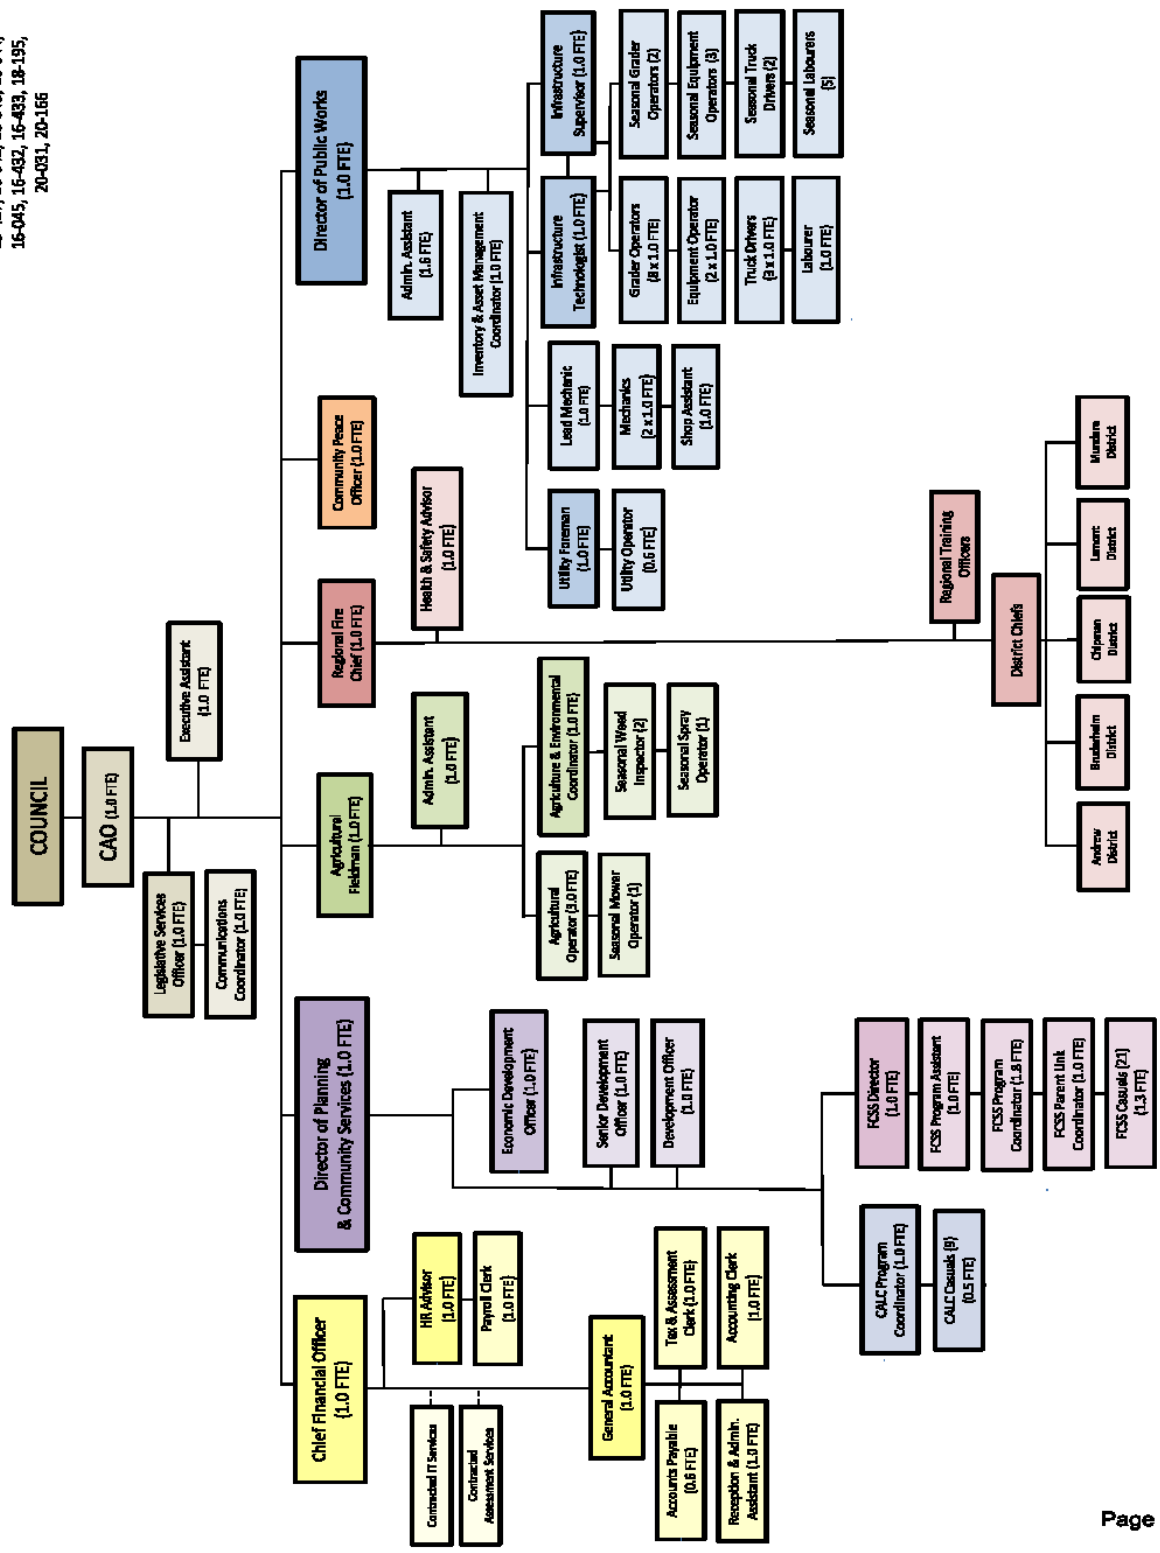 16-045, 16-432, 16-433, 18-195,
20-031, 20-166
COUNCIL
CAO (1.0 FTE)
Legislative Services
Officer (1.0 FTE)
Communications
Coordinator (1.0 FTE)
Executive Assistant
(1.0 FTE)
Chief Financial Officer
(1.0 FTE)
HR Advisor
(1.0 FTE)
Payroll Clerk
(1.0 FTE)
Contracted IT Services
Contracted
Assessment Services
General Accountant
(1.0 FTE)
Accounts Payable
(0.6 FTE)
Tax & Assessment
Clerk (1.0 FTE)
Reception & Admin.
Assistant (1.0 FTE)
Accounting Clerk
(1.0 FTE)
Director of Planning
& Community Services (1.0 FTE)
Economic Development
Officer (1.0 FTE)
Senior Development
Officer (1.0 FTE)
Development Officer
(1.0 FTE)
CALC Program
Coordinator (1.0 FTE)
CALC Casuals (9)
(0.5 FTE)
FCSS Director
(1.0 FTE)
FCSS Program Assistant
(1.0 FTE)
FCSS Program
Coordinator (1.8 FTE)
FCSS Parent Link
Coordinator (1.0 FTE)
FCSS Casuals (21)
(1.3 FTE)
Agricultural
Fieldman (1.0 FTE)
Admin. Assistant
(1.0 FTE)
Agricultural
Operator (3.0 FTE)
Seasonal Mower
Operator (1)
Agriculture & Environmental
Coordinator (1.0 FTE)
Seasonal Weed
Inspector (2)
Seasonal Spray
Operator (1)
Regional Fire
Chief (1.0 FTE)
Health & Safety Advisor
(1.0 FTE)
Regional Training
Officers
District Chiefs
Andrew
District
Bruderheim
District
Chipman
District
Lamont
District
Mundare
District
Community Peace
Officer (1.0 FTE)
Director of Public Works
(1.0 FTE)
Admin. Assistant
(1.6 FTE)
Inventory & Asset Management
Coordinator (1.0 FTE)
Utility Foreman
(1.0 FTE)
Utility Operator
(0.6 FTE)
Lead Mechanic
(1.0 FTE)
Mechanics
(2 x 1.0 FTE)
Shop Assistant
(1.0 FTE)
Infrastructure
Technologist (1.0 FTE)
Infrastructure
Supervisor (1.0 FTE)
Grader Operators
(8 x 1.0 FTE)
Seasonal Grader
Operators (2)
Equipment Operator
(2 x 1.0 FTE)
Seasonal Equipment
Operators (3)
Truck Drivers
(3 x 1.0 FTE)
Seasonal Truck
Drivers (2)
Labourer
(1.0 FTE)
Seasonal Labourers
(5)
Page